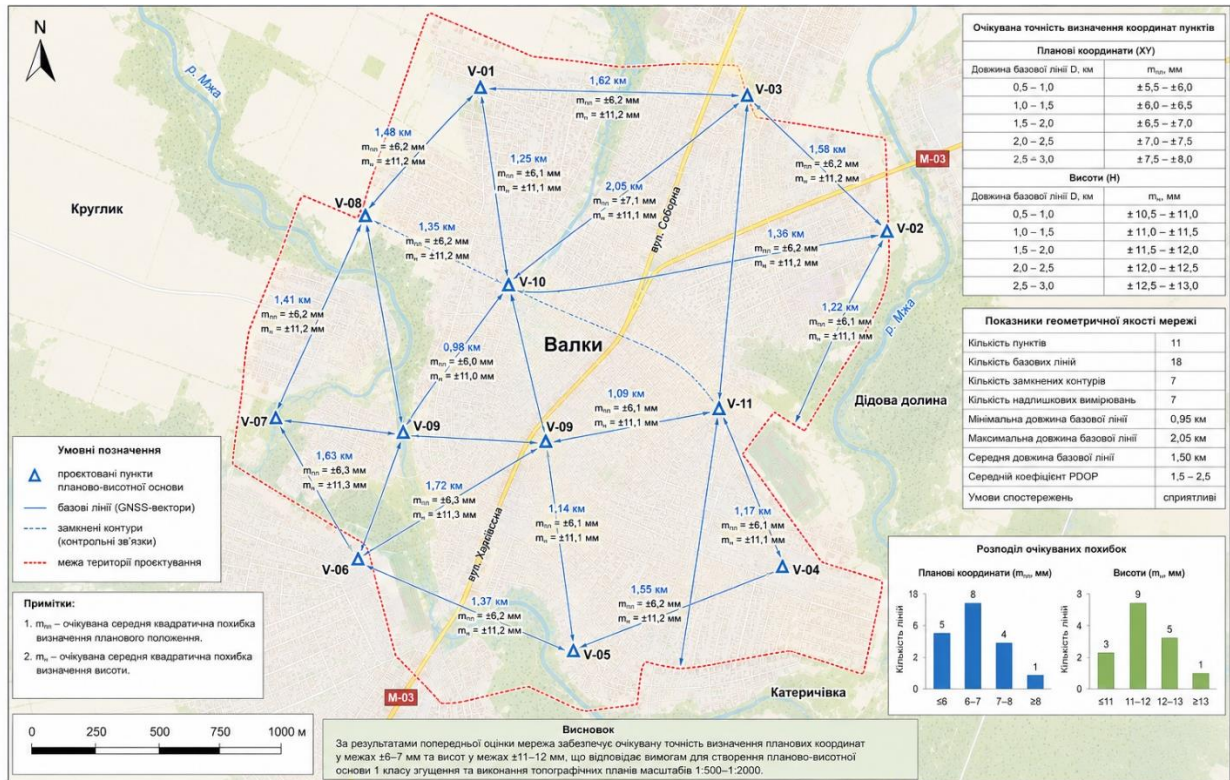 N
р. Мжа
Круглик
V-01
1,62 км
mпл = ±6,2 мм
mн = ±11,2 мм
V-03
1,48 км
mпл = ±6,2 мм
mн = ±11,2 мм
1,25 км
mпл = ±6,1 мм
mн = ±11,1 мм
2,05 км
mпл = ±7,1 мм
mн = ±11,1 мм
вул. Соборна
1,58 км
mпл = ±6,2 мм
mн = ±11,2 мм
М-03
V-08
1,35 км
mпл = ±6,2 мм
mн = ±11,2 мм
1,36 км
mпл = ±6,2 мм
mн = ±11,2 мм
V-02
V-10
1,41 км
mпл = ±6,2 мм
mн = ±11,2 мм
0,98 км
mпл = ±6,0 мм
mн = ±11,0 мм
Валки
1,22 км
mпл = ±6,1 мм
mн = ±11,1 мм
р. Мжа
Дідова долина
1,09 км
mпл = ±6,1 мм
mн = ±11,1 мм
V-11
V-07
V-09
V-09
1,63 км
mпл = ±6,3 мм
mн = ±11,3 мм
1,72 км
mпл = ±6,3 мм
mн = ±11,3 мм
1,14 км
mпл = ±6,1 мм
mн = ±11,1 мм
1,17 км
mпл = ±6,1 мм
mн = ±11,1 мм
V-06
вул.
V-04
1,37 км
mпл = ±6,2 мм
mн = ±11,2 мм
1,55 км
mпл = ±6,2 мм
mн = ±11,2 мм
V-05
М-03
Катеричівка
Умовні позначення
проєктовані пункти
планово-висотної
основи
базові лінії (GNSS-вектори)
замкнені контури
(контрольні зв'язки)
межа території проєктування
Примітки:
1. mпл – очікувана середня квадратична похибка
визначення планового положення.
2. mн – очікувана середня квадратична похибка
визначення висоти.
0 250 500 1000 м
Висновок
За результатами попередньої оцінки мережа забезпечує очікувану точність визначення планових координат
у межах ±6–7 мм та висот у межах ±11–12 мм, що відповідає вимогам для створення планово-висотної
основи 1 класу згущення та виконання топографічних планів масштабів 1:500–1:2000.
Очікувана точність визначення координат пунктів
Планові координати (XY)
Довжина базової лінії D, км mпл, мм
0,5 – 1,0 ±5,5 – ±6,0
1,0 – 1,5 ±6,0 – ±6,5
1,5 – 2,0 ±6,5 – ±7,0
2,0 – 2,5 ±7,0 – ±7,5
2,5 – 3,0 ±7,5 – ±8,0
Висоти (H)
Довжина базової лінії D, км mн, мм
0,5 – 1,0 ±10,5 – ±11,0
1,0 – 1,5 ±11,0 – ±11,5
1,5 – 2,0 ±11,5 – ±12,0
2,0 – 2,5 ±12,0 – ±12,5
2,5 – 3,0 ±12,5 – ±13,0
Показники геометричної якості мережі
Кількість пунктів 11
Кількість базових ліній 18
Кількість замкнених контурів 7
Кількість надлишкових вимірювань 7
Мінімальна довжина базової лінії 0,95 км
Максимальна довжина базової лінії 2,05 км
Середня довжина базової лінії 1,50 км
Середній коефіцієнт PDOP 1,5 – 2,5
Умови спостережень сприятливі
Розподіл очікуваних похибок
Планові координати (mпл, мм)
Кількість ліній
18
6
2
0
5
8
4
1
≤6 6–7 7–8 ≥8
Висоти (mн, мм)
Кількість ліній
3
4
2
0
3
9
5
1
≤11 11–12 12–13 ≥13